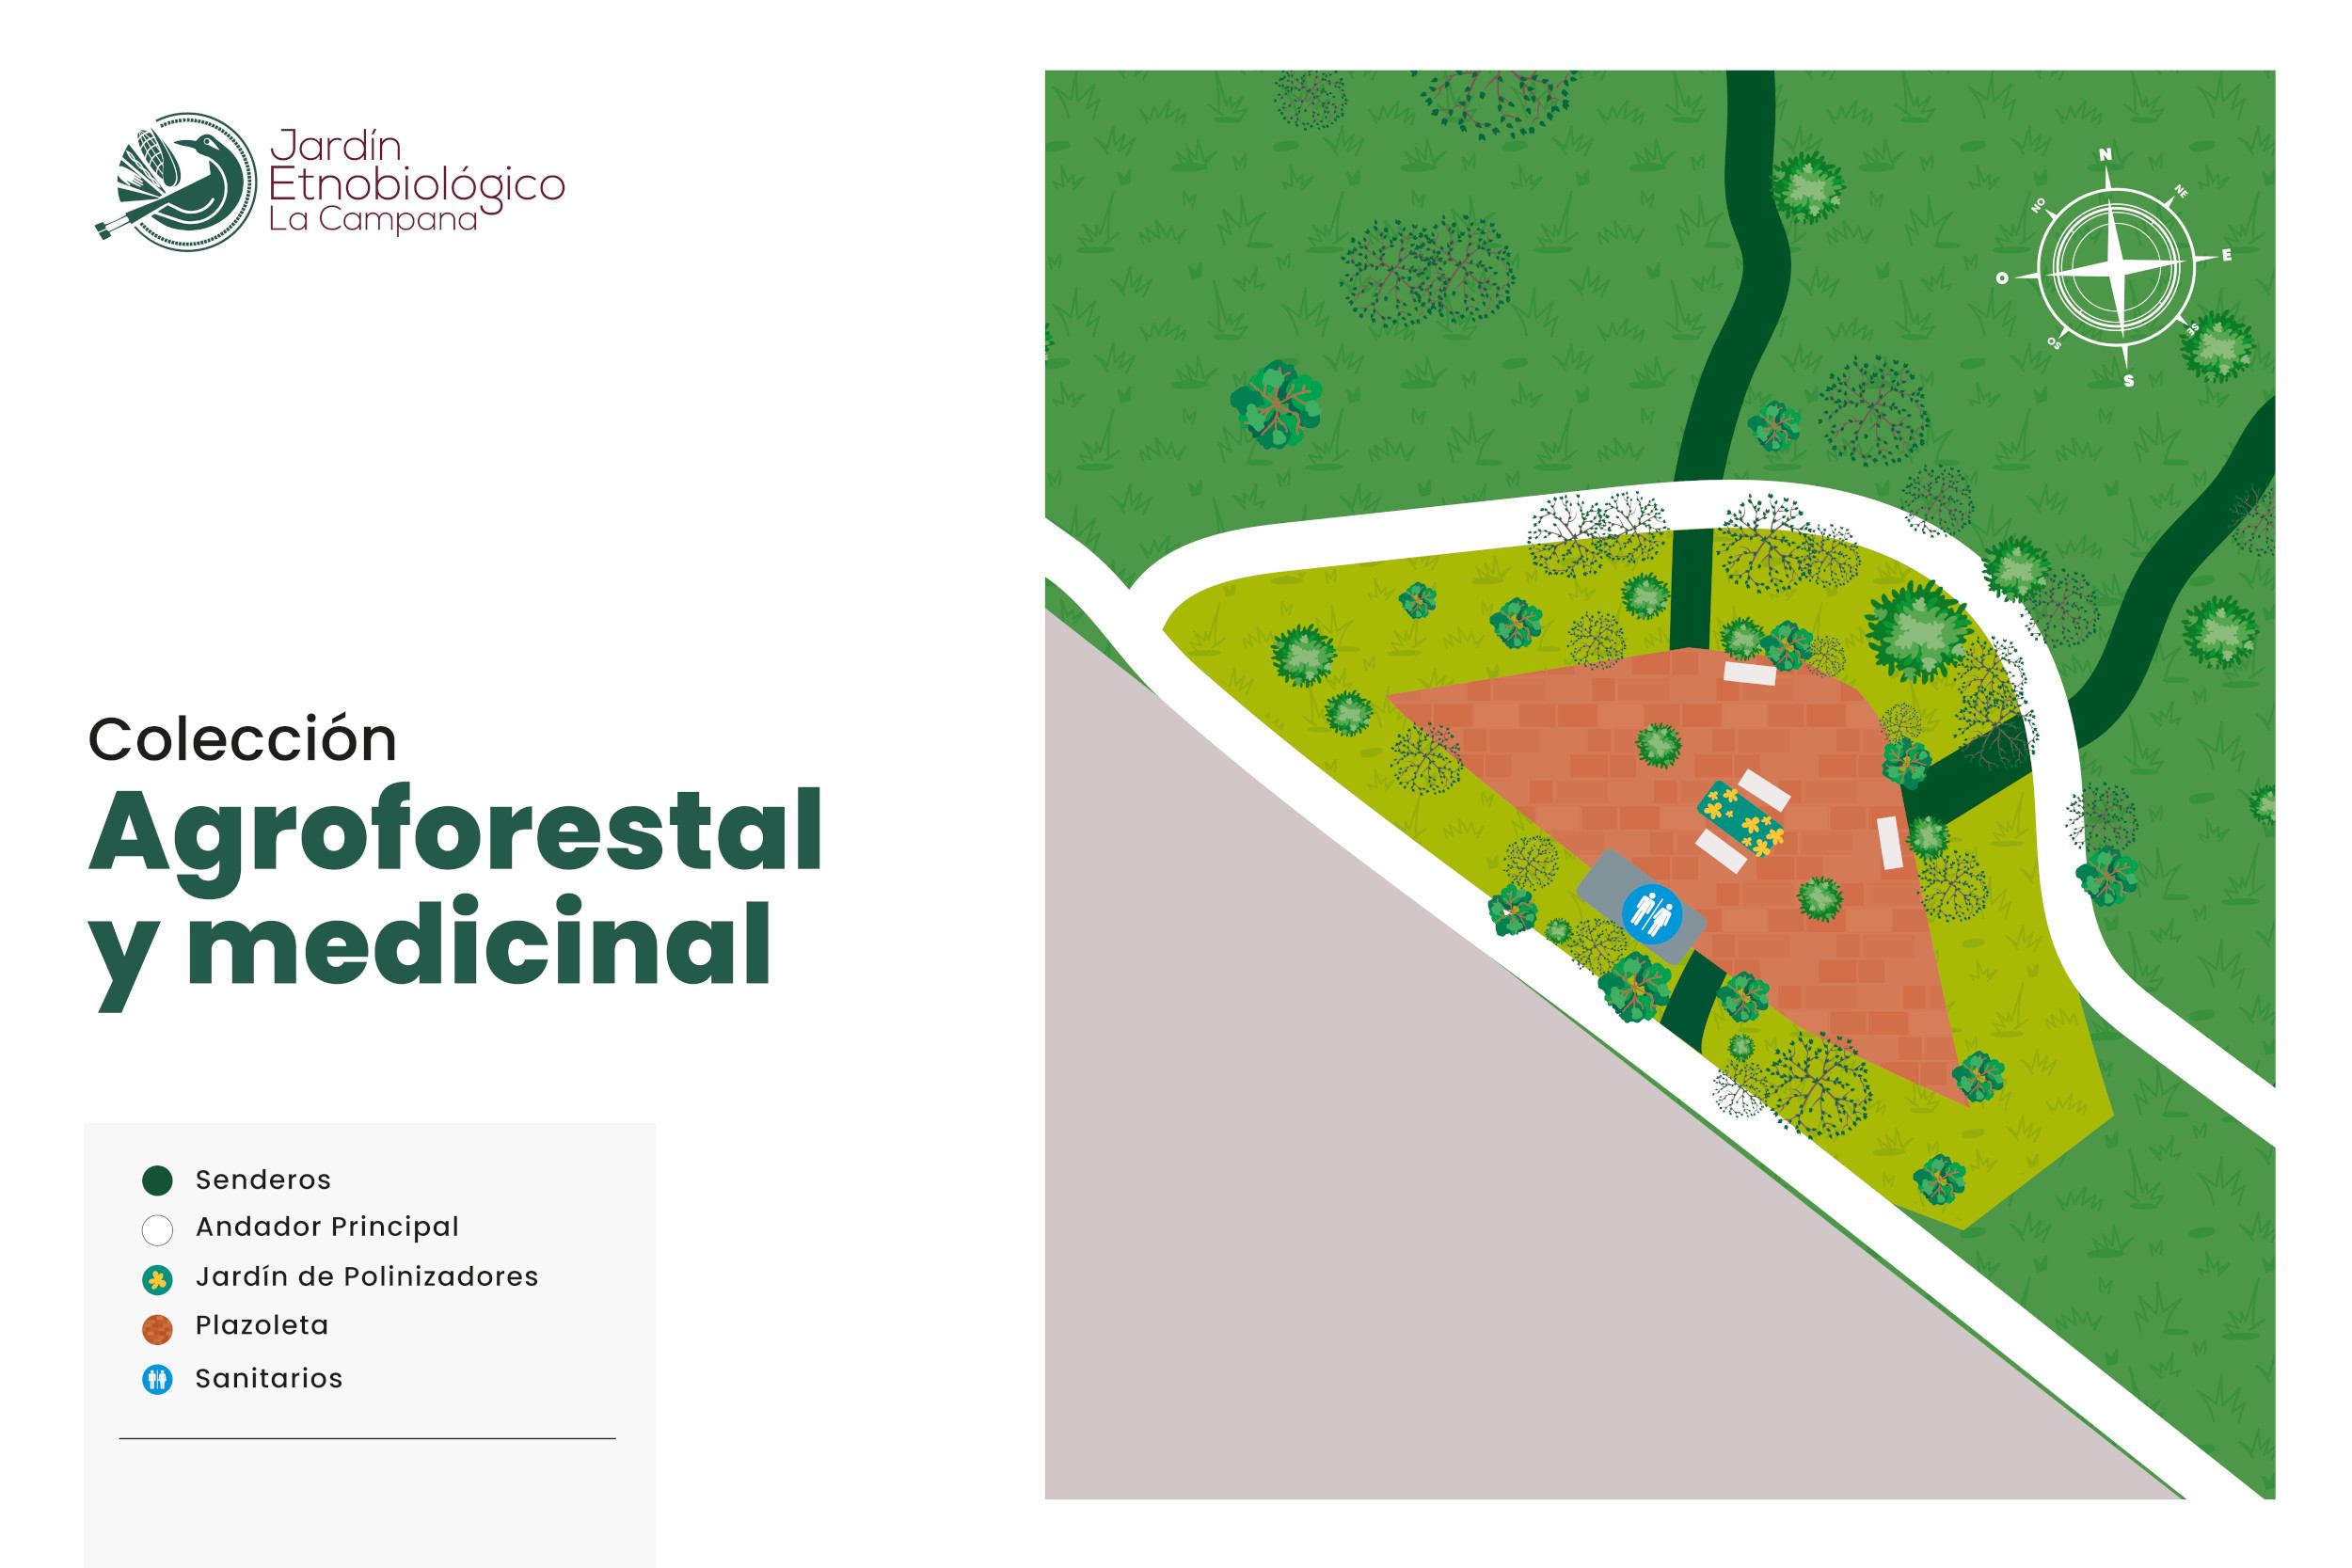 Jardín
Etnobiológico
La Campana
Colección
Agroforestal
y medicinal
Senderos
Andador Principal
Jardín de Polinizadores
Plazoleta
Sanitarios
N
NE
E
SE
S
SO
O
NO